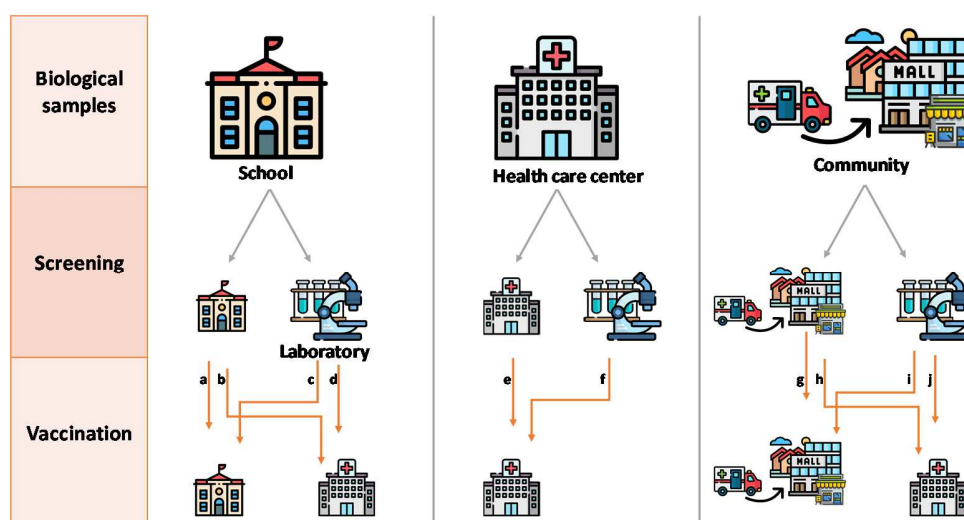 Biological
samples
School
Health care center
MALL
Community
Screening
MALL
Laboratory
a
b
c
d
e
f
g
h
i
j
Vaccination
MALL